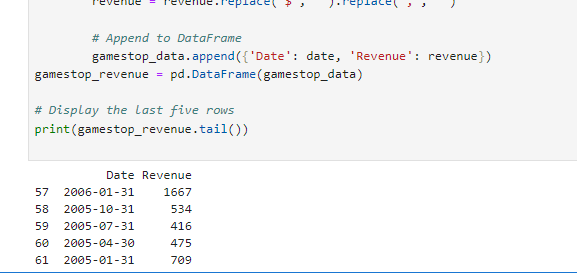 revenue = revenue.replace('$', '').replace(',', '')
# Append to DataFrame
gamestop_data.append({'Date': date, 'Revenue': revenue})
gamestop_revenue = pd.DataFrame(gamestop_data)
# Display the last five rows
print(gamestop_revenue.tail())
Date Revenue
57 2006-01-31 1667
58 2005-10-31 534
59 2005-07-31 416
60 2005-04-30 475
61 2005-01-31 709